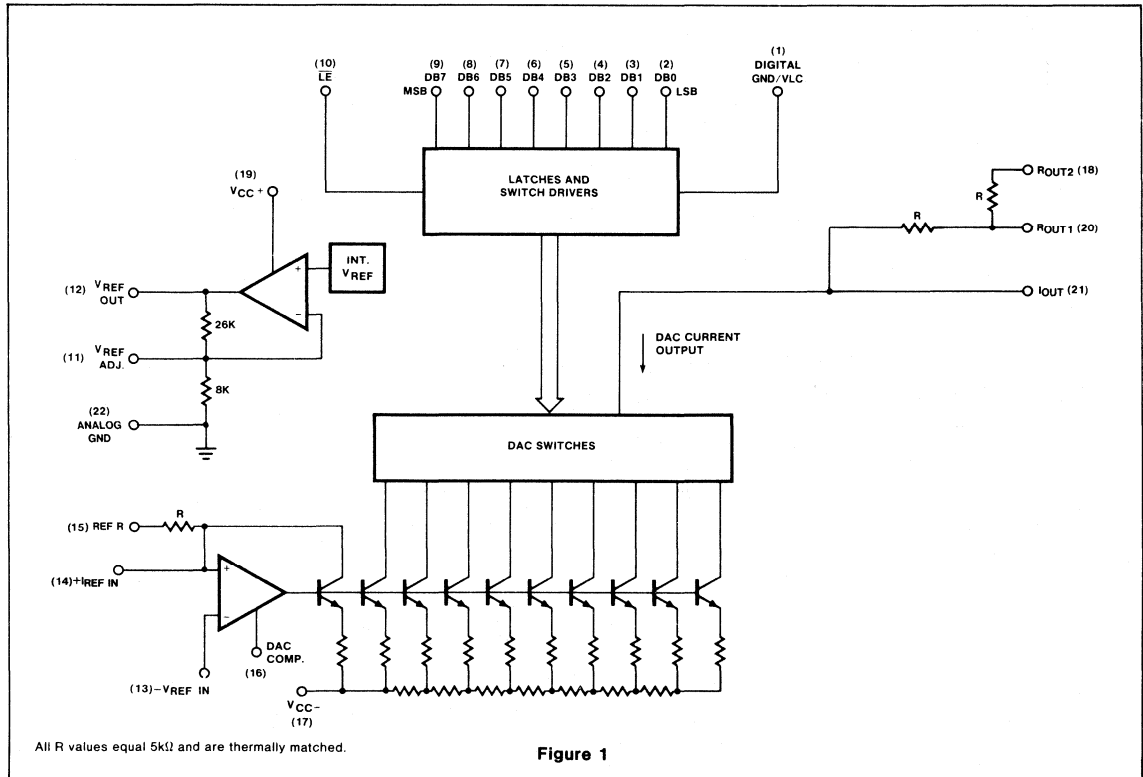 (10)
LE
(9)
DB7
(8)
DB6
(7)
DB5
(6)
DB4
(5)
DB3
(4)
DB2
(3)
DB1
(2)
DB0
(1)
DIGITAL
GND/VLC
MSB
LSB
LATCHES AND
SWITCH DRIVERS
(19)
VCC +
+
−
INT.
VREF
(12) VREF
OUT
26K
(11) VREF
ADJ.
8K
(22)
ANALOG
GND
R
ROUT2 (18)
R
ROUT1 (20)
IOUT (21)
DAC CURRENT
OUTPUT
DAC SWITCHES
(15) REF R
R
(14)+IREF IN
+
−
DAC
COMP.
(16)
(13)−VREF IN
VCC−
(17)
All R values equal 5kΩ and are thermally matched.
Figure 1